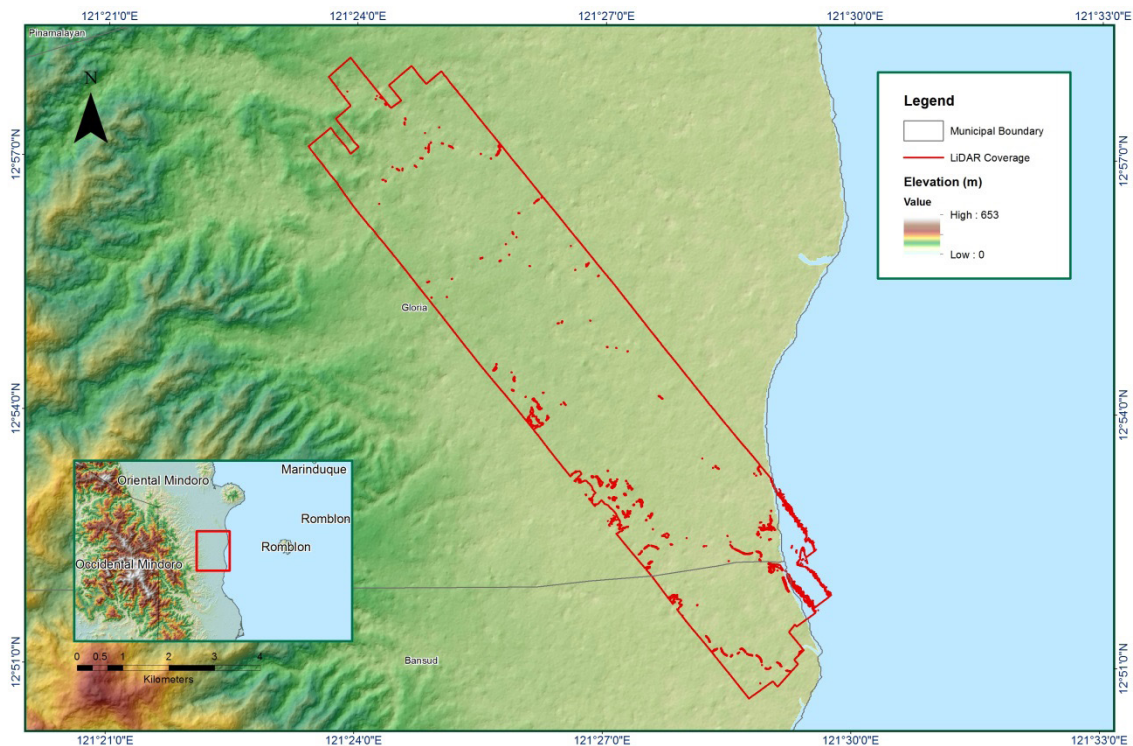 121°21'0"E
121°24'0"E
121°27'0"E
121°30'0"E
121°33'0"E
Pinamalayan
N
Legend
Municipal Boundary
LiDAR Coverage
Elevation (m)
Value
High : 653
Low : 0
12°57'0"N
12°57'0"N
Gloria
12°54'0"N
12°54'0"N
Marinduque
Oriental Mindoro
Romblon
Romblon
Occidental Mindoro
Bansud
12°51'0"N
12°51'0"N
0 0.5 1 2 3 4
Kilometers
121°21'0"E
121°24'0"E
121°27'0"E
121°30'0"E
121°33'0"E